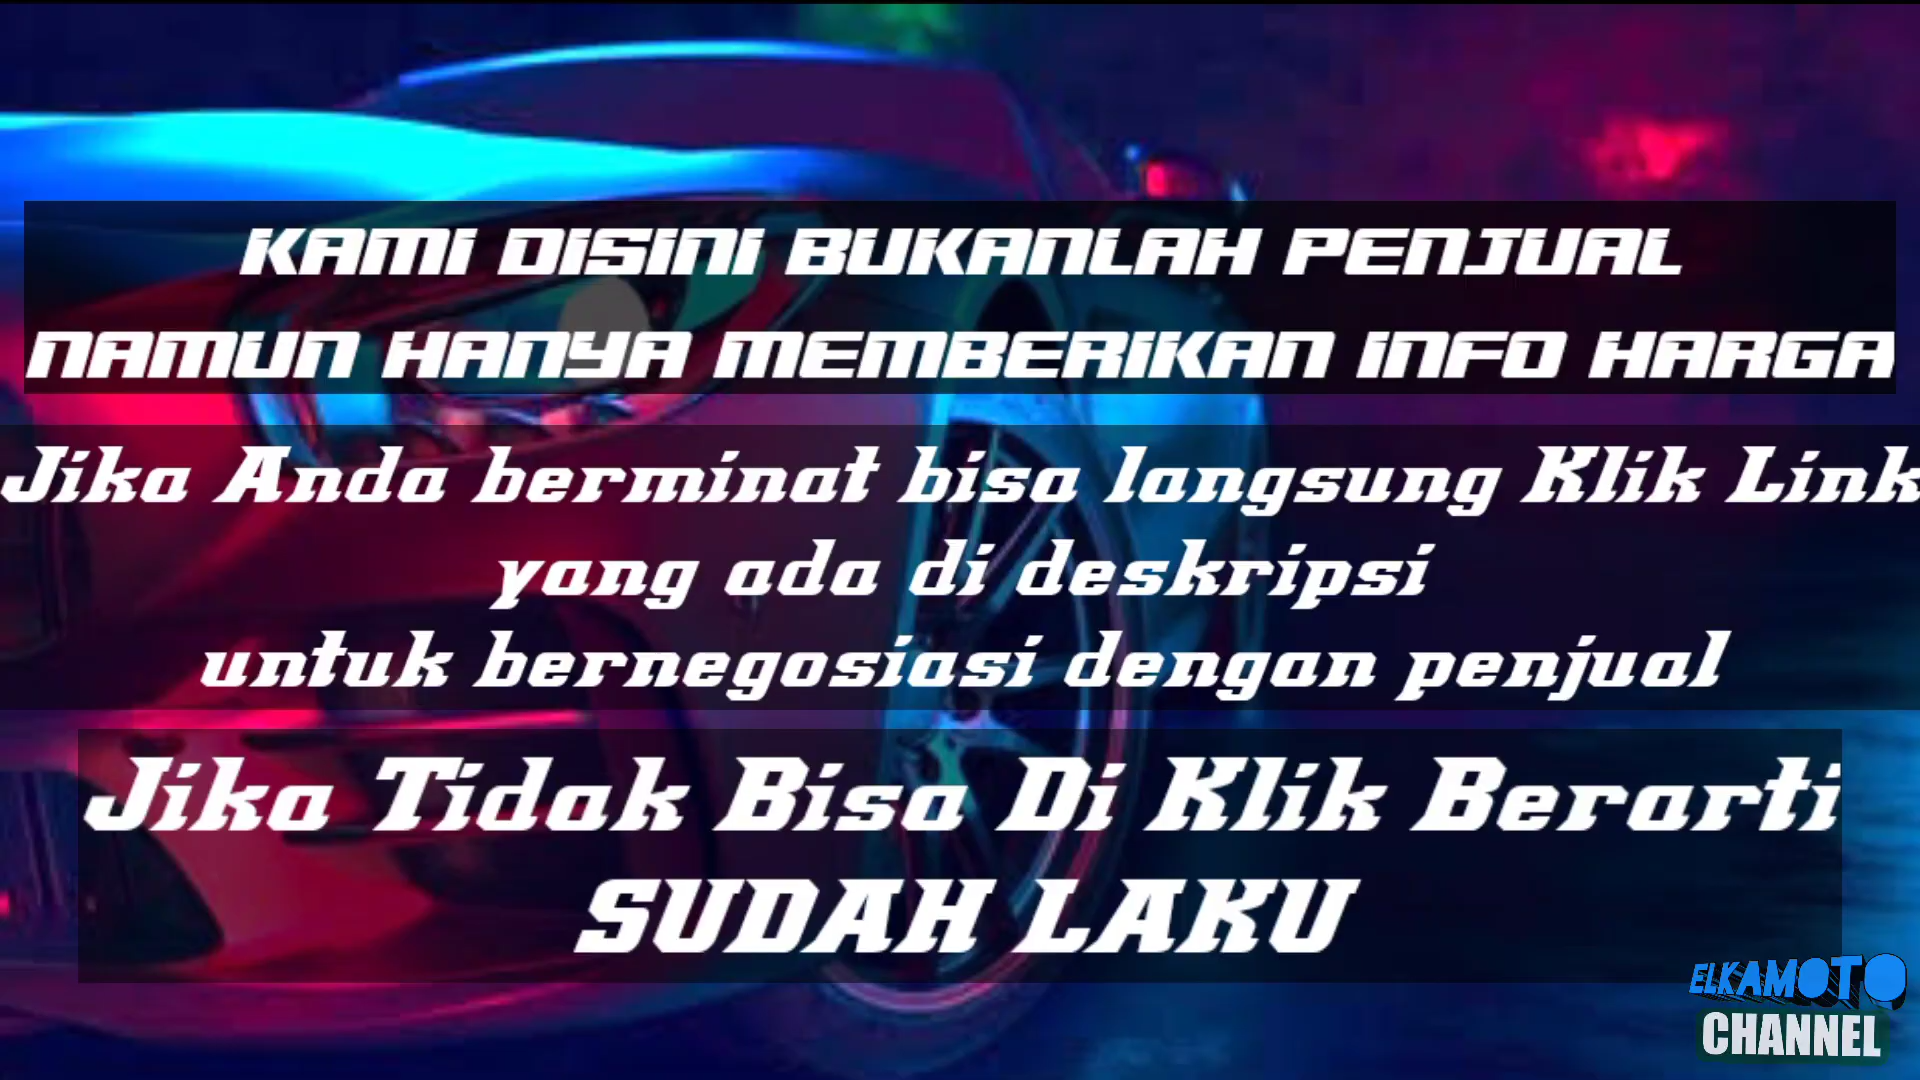 KAMI DISINI BUKANLAH PENJUAL
NAMUN HANYA MEMBERIKAN INFO HARGA
Jika Anda berminat bisa langsung Klik Link
yang ada di deskripsi
untuk bernegosiasi dengan penjual
Jika Tidak Bisa Di Klik Berarti
SUDAH LAKU
ELKAMOTO
CHANNEL